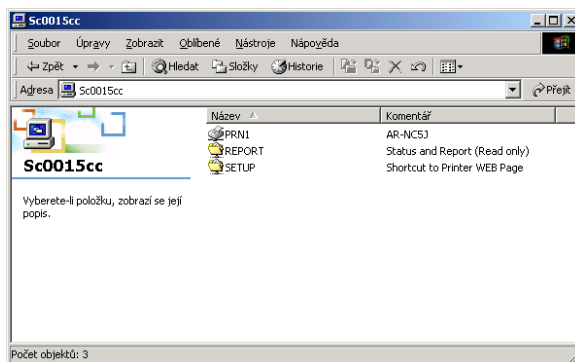 Sc0015cc
Soubor Úpravy Zobrazit Oblíbené Nástroje Nápověda
Zpět Hledat Složky Historie
Adresa Sc0015cc Přejít
Název Komentář
PRN1 AR-NC5J
REPORT Status and Report (Read only)
SETUP Shortcut to Printer WEB Page
Sc0015cc
Vyberete-li položku, zobrazí se její
popis.
Počet objektů: 3